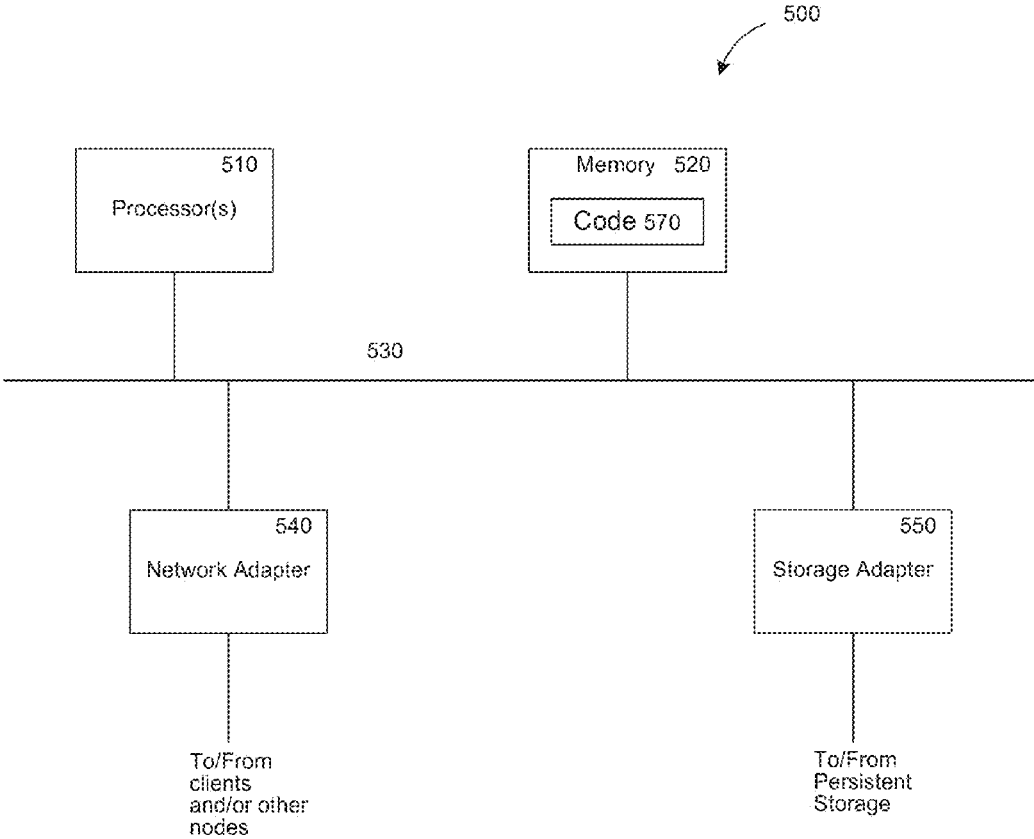 500
510
Processor(s)
Memory 520
Code 570
530
540
Network Adapter
550
Storage Adapter
To/From
clients
and/or other
nodes
To/From
Persistent
Storage